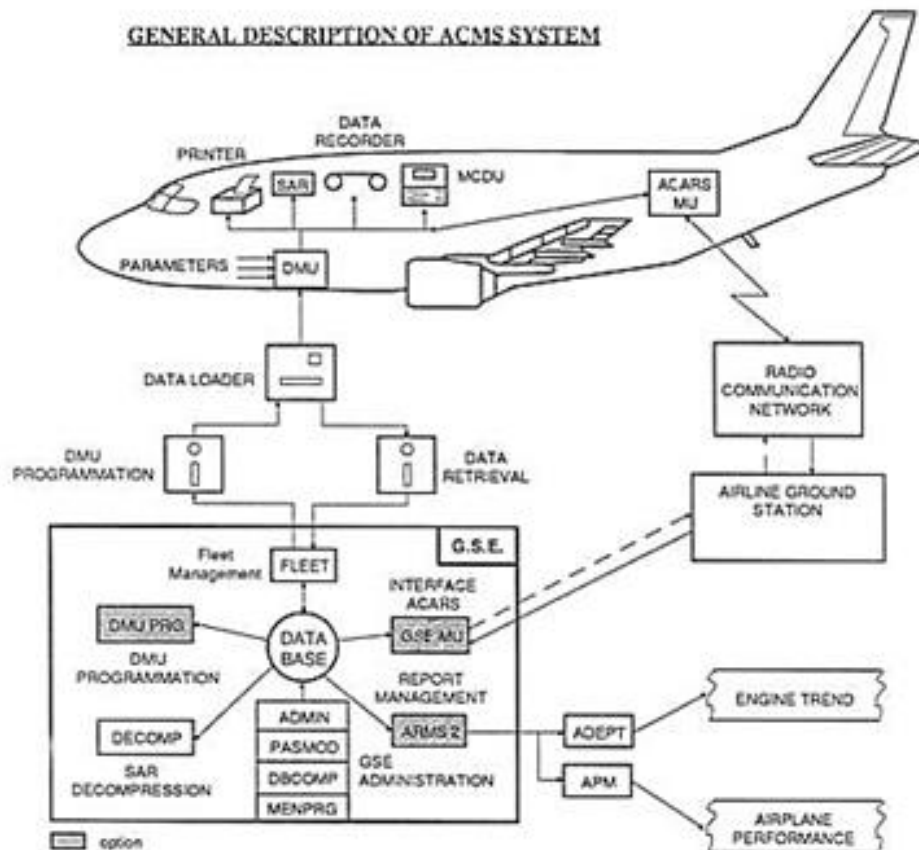 GENERAL DESCRIPTION OF ACMS SYSTEM
DATA
RECORDER
PRINTER
SAR
MCDU
ACARS
MU
PARAMETERS
DMU
DATA LOADER
RADIO
COMMUNICATION
NETWORK
DMU
PROGRAMMATION
DATA
RETRIEVAL
AIRLINE GROUND
STATION
G.S.E.
Fleet
Management
FLEET
INTERFACE
ACARS
DMU PRG
DATA
BASE
GSE MU
DMU
PROGRAMMATION
REPORT
MANAGEMENT
ENGINE TREND
ADMIN
ARMS 2
ADEPT
DECOMP
PASMOD
GSE
ADMINISTRATION
SAR
DECOMPRESSION
DBCOMP
APM
MENPRG
AIRPLANE
PERFORMANCE
option